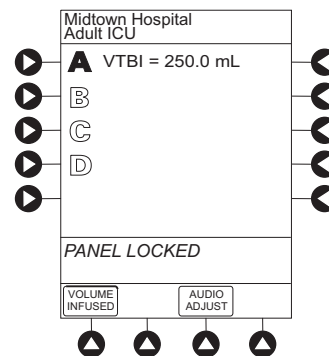 Midtown Hospital
Adult ICU
A VTBI = 250.0 mL
B
C
D
PANEL LOCKED
VOLUME
INFUSED
AUDIO
ADJUST